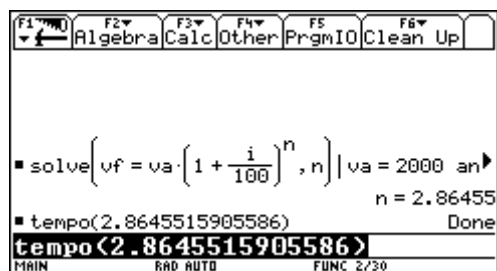 F1 F2 F3 F4 F5 F6
Algebra Calc Other PrgmIO Clean Up
solve(vf = va·(1 + i/100)^n, n) | va = 2000 an
n = 2.86455
tempo(2.8645515905586) Done
tempo(2.8645515905586)
MAIN RAD AUTO FUNC 2/30